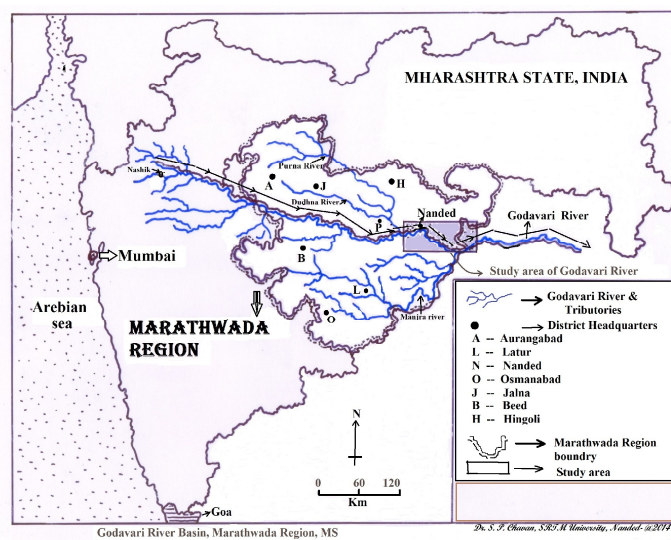 MHARASHTRA STATE, INDIA
Nashik
Purna River
A
J
H
Dudhna River
P
Nanded
Godavari River
B
Mumbai
Study area of Godavari River
Arebian
sea
L
Manjra river
MARATHWADA
REGION
O
Godavari River &
Tributories
District Headquarters
A -- Aurangabad
L -- Latur
N -- Nanded
O -- Osmanabad
J -- Jalna
B -- Beed
H -- Hingoli
Marathwada Region
boundry
Study area
N
0 60 120
Km
Goa
Godavari River Basin, Marathwada Region, MS
Dr. S. P. Chavan, SRTM University, Nanded-@2014